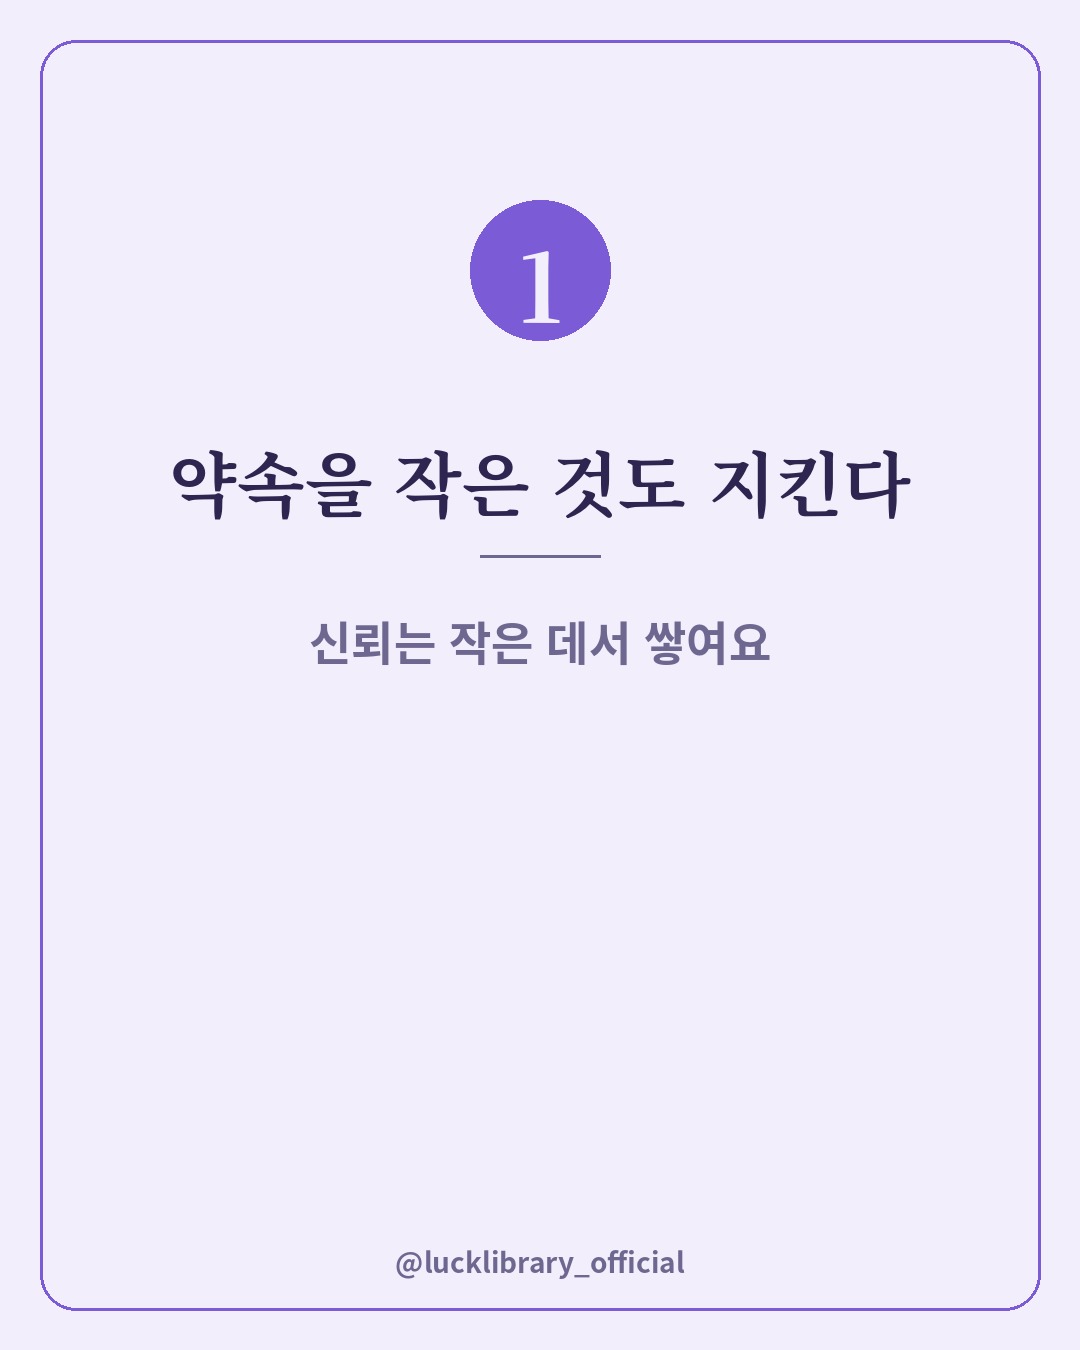 1
약속을 작은 것도 지킨다
신뢰는 작은 데서 쌓여요
@lucklibrary_official